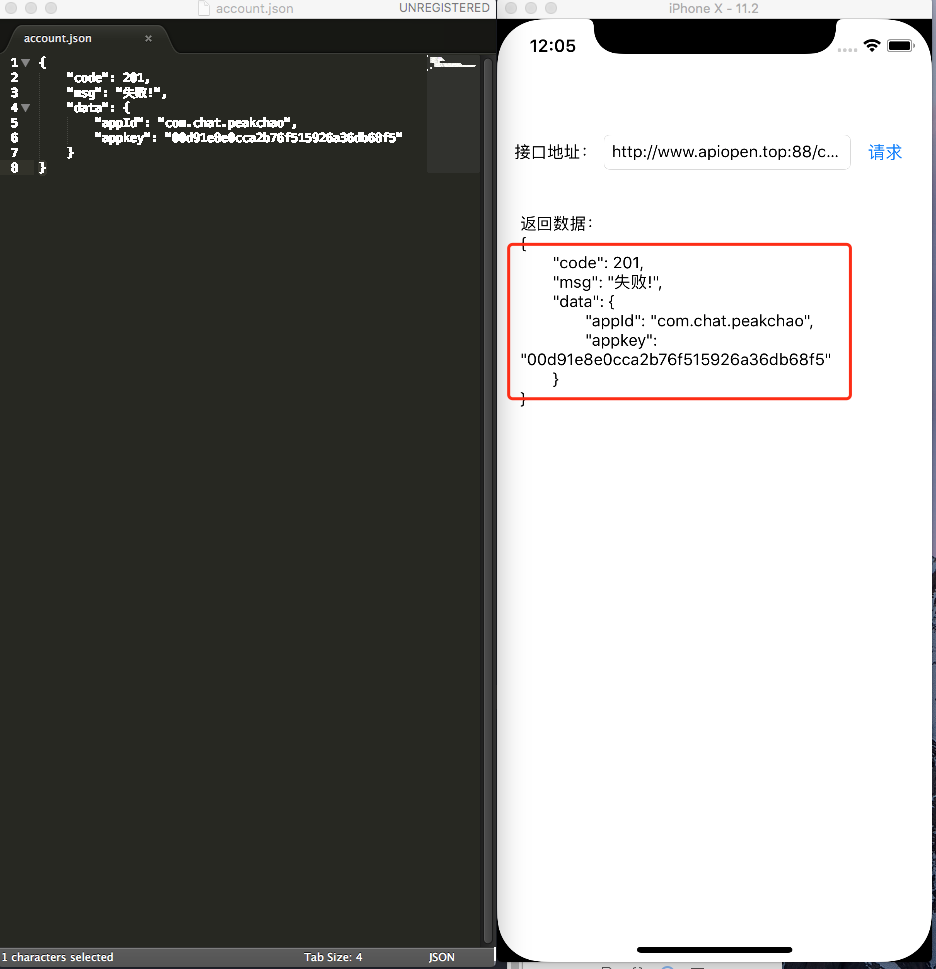 account.json
UNREGISTERED
account.json ×
1 {
2 "code": 201,
3 "msg": "失败!",
4 "data": {
5 "appId": "com.chat.peakchao",
6 "appkey": "00d91e8e0cca2b76f515926a36db68f5"
7 }
8 }
1 characters selected
Tab Size: 4
JSON
iPhone X - 11.2
12:05
接口地址：
http://www.apiopen.top:88/c...
请求
返回数据：
{
"code": 201,
"msg": "失败!",
"data": {
"appId": "com.chat.peakchao",
"appkey":
"00d91e8e0cca2b76f515926a36db68f5"
}
}